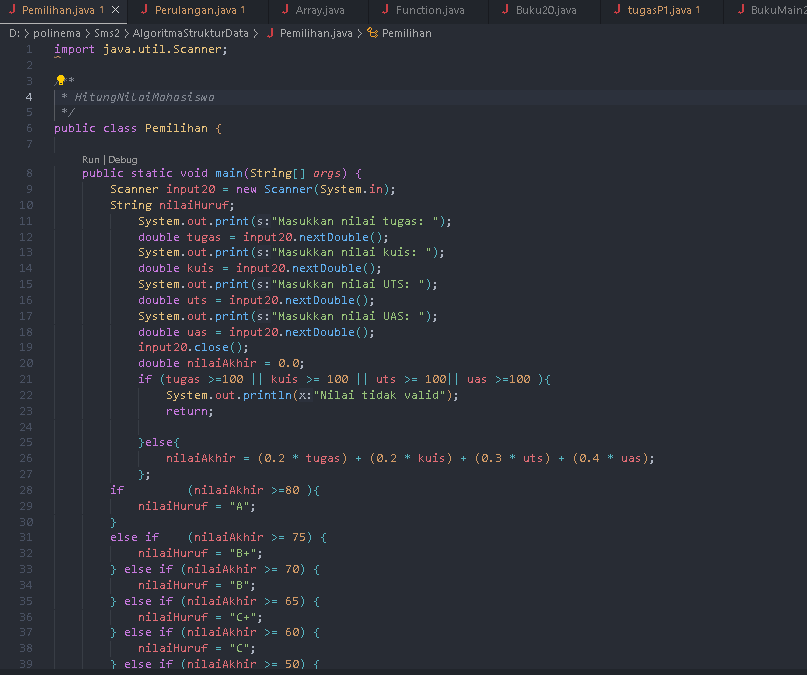 Pemilihan.java 1 Perulangan.java 1 Array.java Function.java Buku20.java tugasP1.java 1 BukuMain2
D: > polinema > Sms2 > AlgoritmaStrukturData > Pemilihan.java > Pemilihan
1 import java.util.Scanner;
2
3 /**
4 * HitungNilaiMahasiswa
5 */
6 public class Pemilihan {
7
Run | Debug
8 public static void main(String[] args) {
9 Scanner input20 = new Scanner(System.in);
10 String nilaiHuruf;
11 System.out.print(s:"Masukkan nilai tugas: ");
12 double tugas = input20.nextDouble();
13 System.out.print(s:"Masukkan nilai kuis: ");
14 double kuis = input20.nextDouble();
15 System.out.print(s:"Masukkan nilai UTS: ");
16 double uts = input20.nextDouble();
17 System.out.print(s:"Masukkan nilai UAS: ");
18 double uas = input20.nextDouble();
19 input20.close();
20 double nilaiAkhir = 0.0;
21 if (tugas >=100 || kuis >= 100 || uts >= 100|| uas >=100 ){
22 System.out.println(x:"Nilai tidak valid");
23 return;
24
25 }else{
26 nilaiAkhir = (0.2 * tugas) + (0.2 * kuis) + (0.3 * uts) + (0.4 * uas);
27 };
28 if (nilaiAkhir >=80 ){
29 nilaiHuruf = "A";
30 }
31 else if (nilaiAkhir >= 75) {
32 nilaiHuruf = "B+";
33 } else if (nilaiAkhir >= 70) {
34 nilaiHuruf = "B";
35 } else if (nilaiAkhir >= 65) {
36 nilaiHuruf = "C+";
37 } else if (nilaiAkhir >= 60) {
38 nilaiHuruf = "C";
39 } else if (nilaiAkhir >= 50) {